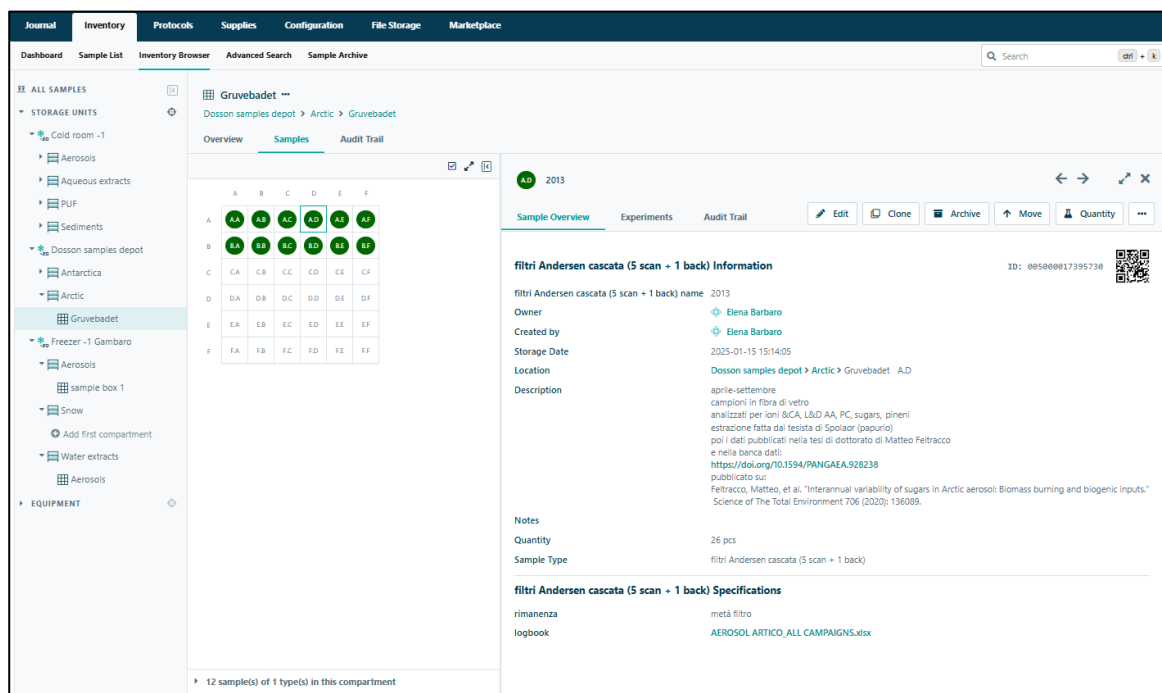 Journal Inventory Protocols Supplies Configuration File Storage Marketplace
Dashboard Sample List Inventory Browser Advanced Search Sample Archive Search ctrl + k
ALL SAMPLES
STORAGE UNITS
Cold room -1
Aerosols
Aqueous extracts
PUF
Sediments
Dosson samples depot
Antarctica
Arctic
Gruvebadet
Freezer -1 Gambaro
Aerosols
sample box 1
Snow
Add first compartment
Water extracts
Aerosols
EQUIPMENT
Gruvebadet
Dosson samples depot > Arctic > Gruvebadet
Overview Samples Audit Trail
A B C D E F
A A.A A.B A.C A.D A.E A.F
B B.A B.B B.C B.D B.E B.F
C C.A C.B C.C C.D C.E C.F
D D.A D.B D.C D.D D.E D.F
E E.A E.B E.C E.D E.E E.F
F F.A F.B F.C F.D F.E F.F
12 sample(s) of 1 type(s) in this compartment
A.D 2013
Sample Overview Experiments Audit Trail Edit Clone Archive Move Quantity
filtri Andersen cascata (5 scan + 1 back) Information ID: 005000017395730
filtri Andersen cascata (5 scan + 1 back) name 2013
Owner Elena Barbaro
Created by Elena Barbaro
Storage Date 2025-01-15 15:14:05
Location Dosson samples depot > Arctic > Gruvebadet A.D
Description aprile-settembre
campioni in fibra di vetro
analizzati per ioni &CA, L&D AA, PC, sugars, pineni
estrazione fatta dal tesista di Spolaor (papurio)
poi i dati pubblicati nella tesi di dottorato di Matteo Feltracco
e nella banca dati:
https://doi.org/10.1594/PANGAEA.928238
pubblicato su:
Feltracco, Matteo, et al. "Interannual variability of sugars in Arctic aerosol: Biomass burning and biogenic inputs."
Science of The Total Environment 706 (2020): 136089.
Notes
Quantity 26 pcs
Sample Type filtri Andersen cascata (5 scan + 1 back)
filtri Andersen cascata (5 scan + 1 back) Specifications
rimanenza metá filtro
logbook AEROSOL ARTICO_ALL CAMPAIGNS.xlsx